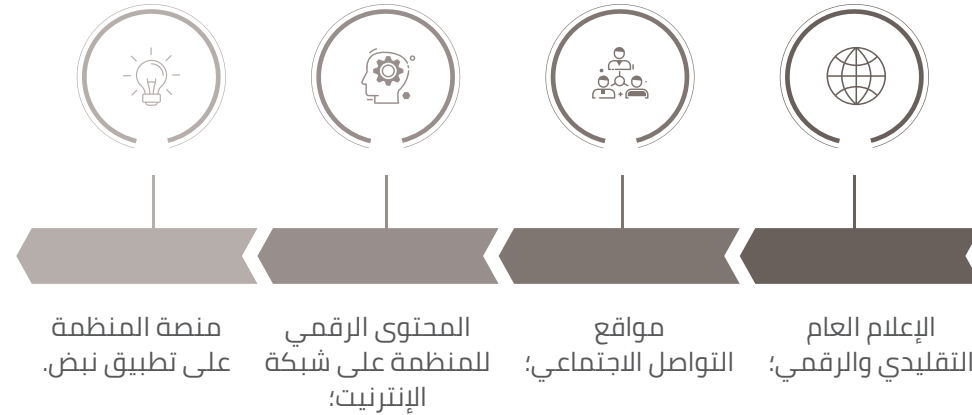 الإعلام العام
التقليدي والرقمي؛
مواقع
التواصل الاجتماعي؛
المحتوى الرقمي
للمنظمة على شبكة
الإنترنيت؛
منصة المنظمة
على تطبيق نبض.